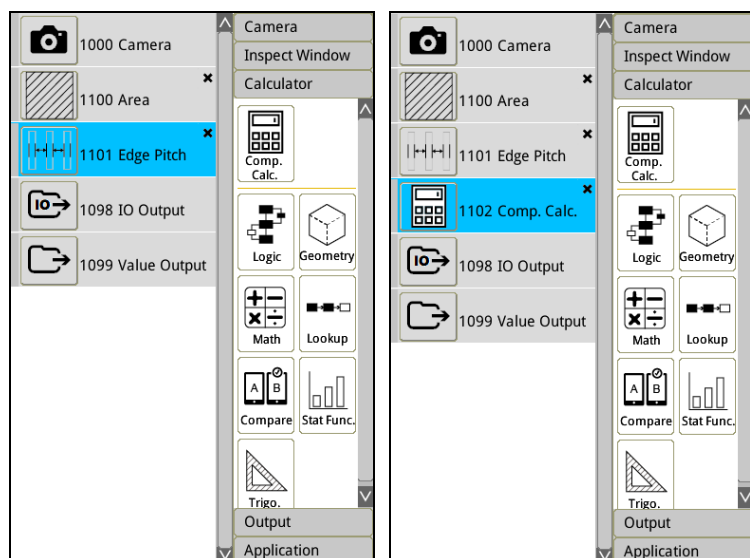 1000 Camera
1100 Area
1101 Edge Pitch
IO
1098 IO Output
1099 Value Output
Camera
Inspect Window
Calculator
Comp.
Calc.
Logic
Geometry
Math
Lookup
A B
Compare
Stat Func.
Trigo.
Output
Application
1000 Camera
1100 Area
1101 Edge Pitch
1102 Comp. Calc.
IO
1098 IO Output
1099 Value Output
Camera
Inspect Window
Calculator
Comp.
Calc.
Logic
Geometry
Math
Lookup
A B
Compare
Stat Func.
Trigo.
Output
Application